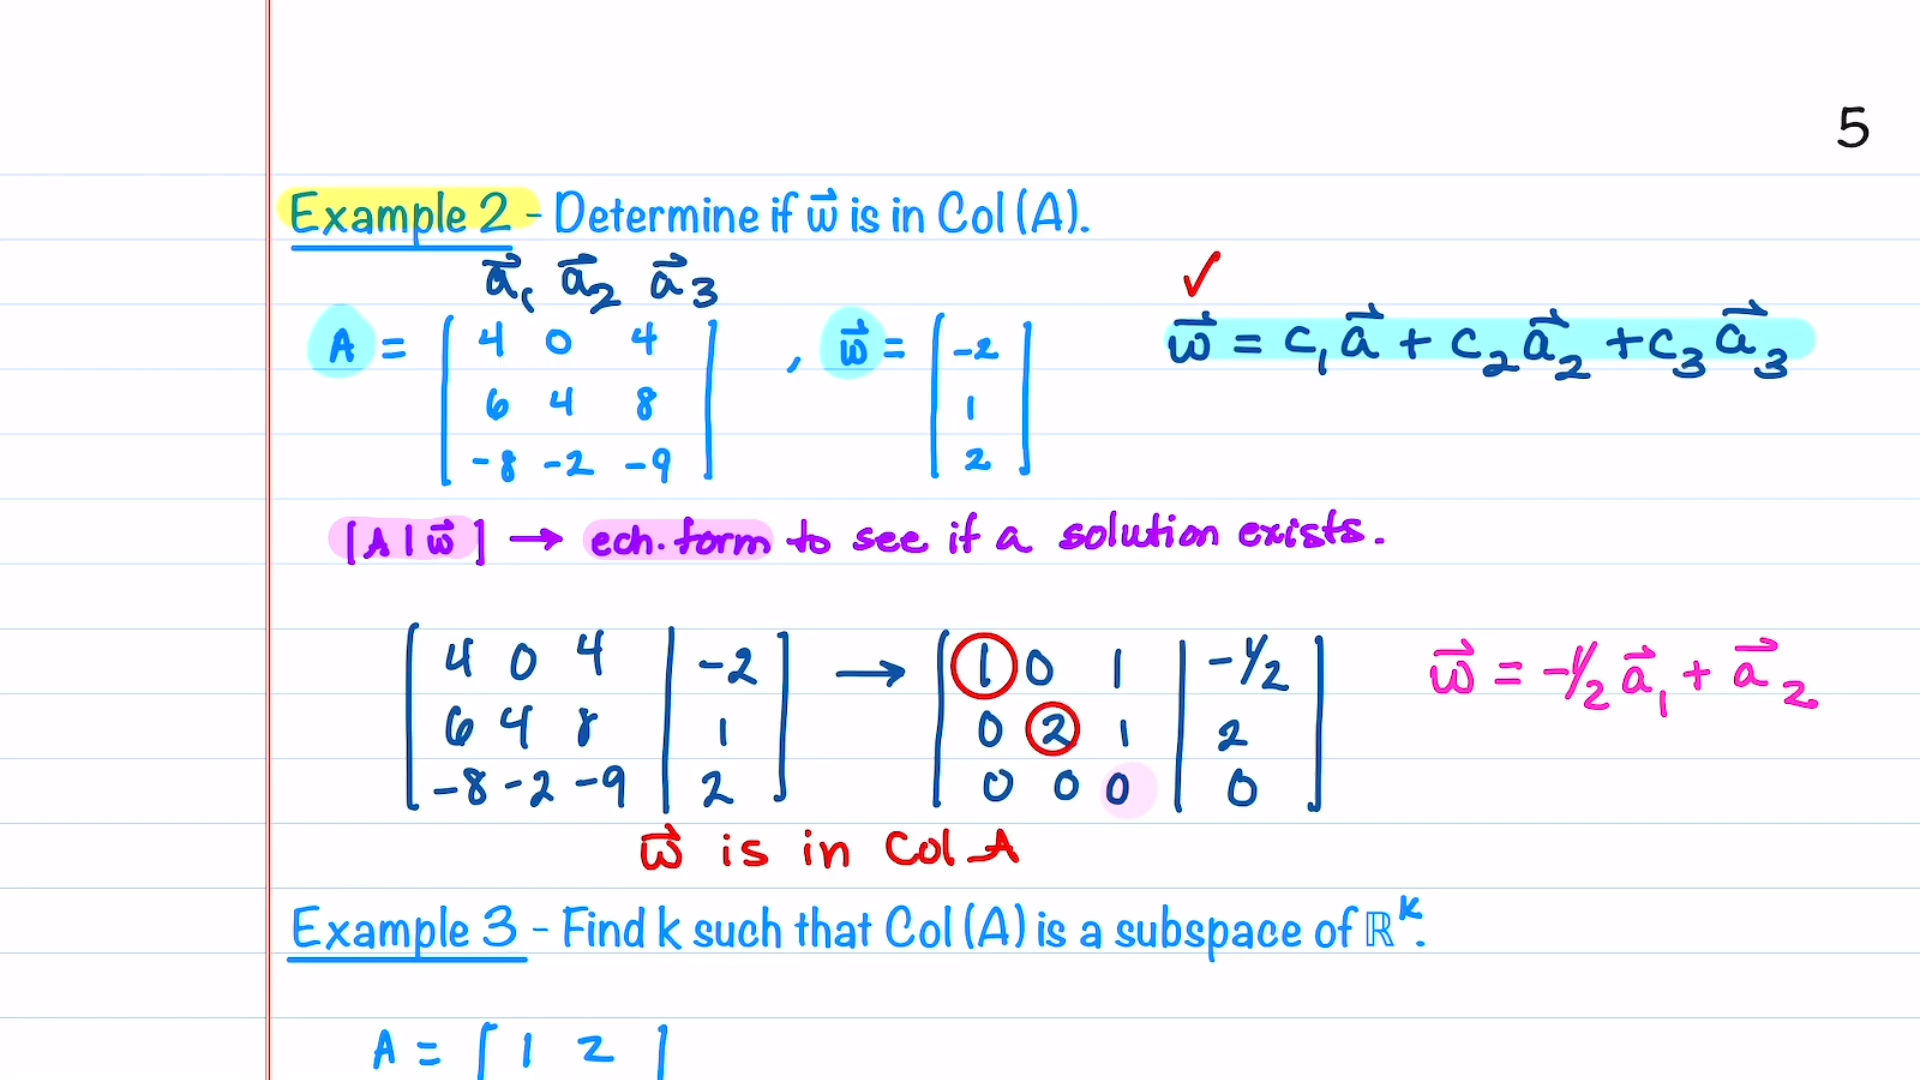 5
Example 2 - Determine if w⃗ is in Col(A).
a⃗₁ a⃗₂ a⃗₃
✓
A = [ 4 0 4 ] , w⃗ = [ -2 ] w⃗ = c₁a⃗ + c₂a⃗₂ + c₃a⃗₃
[ 6 4 8 ] [ 1 ]
[ -8 -2 -9 ] [ 2 ]
[A | w⃗] → ech. form to see if a solution exists.
[ 4 0 4 | -2 ] → [ 1 0 1 | -1/2 ] w⃗ = -1/2 a⃗₁ + a⃗₂
[ 6 4 8 | 1 ] [ 0 2 1 | 2 ]
[ -8 -2 -9 | 2 ] [ 0 0 0 | 0 ]
w⃗ is in Col A
Example 3 - Find k such that Col(A) is a subspace of ℝᵏ.
A = [ 1 2 ]